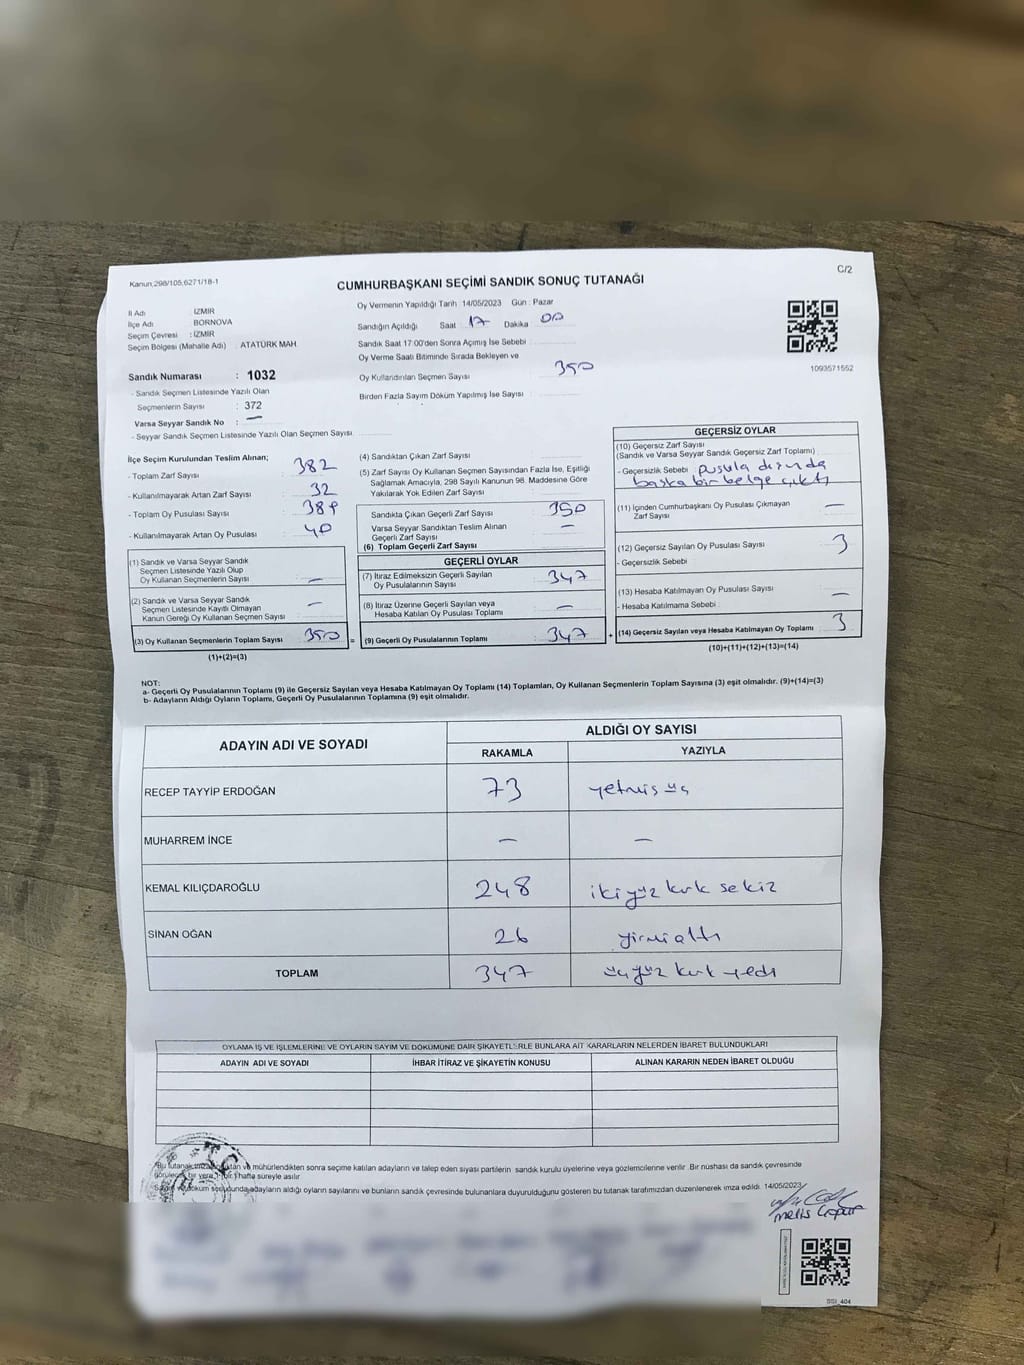 Kanun,298/105,6271/18-1
C/2
CUMHURBAŞKANI SEÇİMİ SANDIK SONUÇ TUTANAĞI
İl Adı : İZMİR
İlçe Adı : BORNOVA
Seçim Çevresi : İZMİR
Seçim Bölgesi (Mahalle Adı) : ATATÜRK MAH
Sandık Numarası : 1032
- Sandık Seçmen Listesinde Yazılı Olan
Seçmenlerin Sayısı : 372
Varsa Seyyar Sandık No : —
- Seyyar Sandık Seçmen Listesinde Yazılı Olan Seçmen Sayısı
Oy Vermenin Yapıldığı Tarih 14/05/2023 Gün : Pazar
Sandığın Açıldığı Saat 17 Dakika 00
Sandık Saat 17:00'den Sonra Açımış İse Sebebi
Oy Verme Saati Bitiminde Sırada Bekleyen ve
Oy Kullandırılan Seçmen Sayısı 350
Birden Fazla Sayım Döküm Yapılmış İse Sayısı :
1093571552
İlçe Seçim Kurulundan Teslim Alınan;
- Toplam Zarf Sayısı : 382
- Kullanılmayarak Artan Zarf Sayısı : 32
- Toplam Oy Pusulası Sayısı :
- Kullanılmayarak Artan Oy Pusulası : 40
(1) Sandık ve Varsa Seyyar Sandık
Seçmen Listesinde Yazılı Olup
Oy Kullanan Seçmenlerin Sayısı : —
(2) Sandık ve Varsa Seyyar Sandık
Seçmen Listesinde Kayıtlı Olmayan
Kanun Gereği Oy Kullanan Seçmen Sayısı : —
(3) Oy Kullanan Seçmenlerin Toplam Sayısı 350 =
(1)+(2)=(3)
(4) Sandıktan Çıkan Zarf Sayısı
(5) Zarf Sayısı Oy Kullanan Seçmen Sayısından Fazla İse, Eşitliği
Sağlamak Amacıyla, 298 Sayılı Kanunun 98. Maddesine Göre
Yakılarak Yok Edilen Zarf Sayısı
Sandıkta Çıkan Geçerli Zarf Sayısı : 350
Varsa Seyyar Sandıktan Teslim Alınan
Geçerli Zarf Sayısı : —
(6) Toplam Geçerli Zarf Sayısı
GEÇERLİ OYLAR
(7) İtiraz Edilmeksizin Geçerli Sayılan
Oy Pusulalarının Sayısı : 347
(8) İtiraz Üzerine Geçerli Sayılan veya
Hesaba Katılan Oy Pusulası Toplamı : —
(9) Geçerli Oy Pusulalarının Toplamı : 347 +
GEÇERSİZ OYLAR
(10) Geçersiz Zarf Sayısı
(Sandık ve Varsa Seyyar Sandık Geçersiz Zarf Toplamı)
- Geçersizlik Sebebi : pusula dışında
başka bir belge çıktı
(11) İçinden Cumhurbaşkanı Oy Pusulası Çıkmayan
Zarf Sayısı —
(12) Geçersiz Sayılan Oy Pusulası Sayısı 3
- Geçersizlik Sebebi :
(13) Hesaba Katılmayan Oy Pusulası Sayısı
- Hesaba Katılmama Sebebi : —
(14) Geçersiz Sayılan veya Hesaba Katılmayan Oy Toplamı 3
(10)+(11)+(12)+(13)=(14)
NOT:
a- Geçerli Oy Pusulalarının Toplamı (9) ile Geçersiz Sayılan veya Hesaba Katılmayan Oy Toplamı (14) Toplamları, Oy Kullanan Seçmenlerin Toplam Sayısına (3) eşit olmalıdır. (9)+(14)=(3)
b- Adayların Aldığı Oyların Toplamı, Geçerli Oy Pusulalarının Toplamına (9) eşit olmalıdır.
ADAYIN ADI VE SOYADI
ALDIĞI OY SAYISI
RAKAMLA YAZIYLA
RECEP TAYYİP ERDOĞAN 73 yetmiş üç
MUHARREM İNCE — —
KEMAL KILIÇDAROĞLU 248 ikiyüz kırk sekiz
SİNAN OĞAN 26 yirmi altı
TOPLAM 347 üçyüz kırk yedi
OYLAMA İŞ VE İŞLEMLERİNE VE OYLARIN SAYIM VE DÖKÜMÜNE DAİR ŞİKAYETLERLE BUNLARA AİT KARARLARIN NELERDEN İBARET BULUNDUKLARI
ADAYIN ADI VE SOYADI İHBAR İTİRAZ VE ŞİKAYETİN KONUSU ALINAN KARARIN NEDEN İBARET OLDUĞU
Bu tutanak ve mühürlendikten sonra seçime katılan adayların ve talep eden siyasi partilerin sandık kurulu üyelerine veya gözlemcilerine verilir. Bir nüshası da sandık çevresinde
bir hafta süreyle asılır
döküm sonucunda adayların aldığı oyların sayılarını ve bunların sandık çevresinde bulunanlara duyurulduğunu gösteren bu tutanak tarafımızdan düzenlenerek imza edildi. 14/05/2023
melis
SSI_404